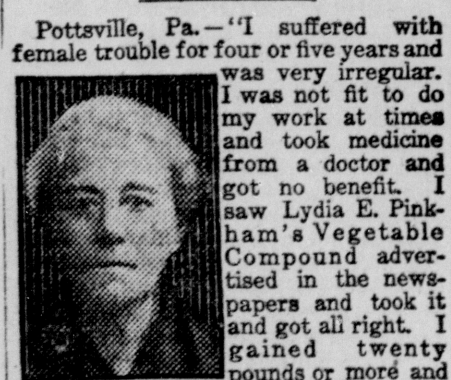 Pottsville, Pa.—"I suffered with
female trouble for four or five years and
was very irregular.
I was not fit to do
my work at times
and took medicine
from a doctor and
got no benefit. I
saw Lydia E. Pink-
ham's Vegetable
Compound adver-
tised in the news-
papers and took it
and got all right. I
gained twenty
pounds or more and